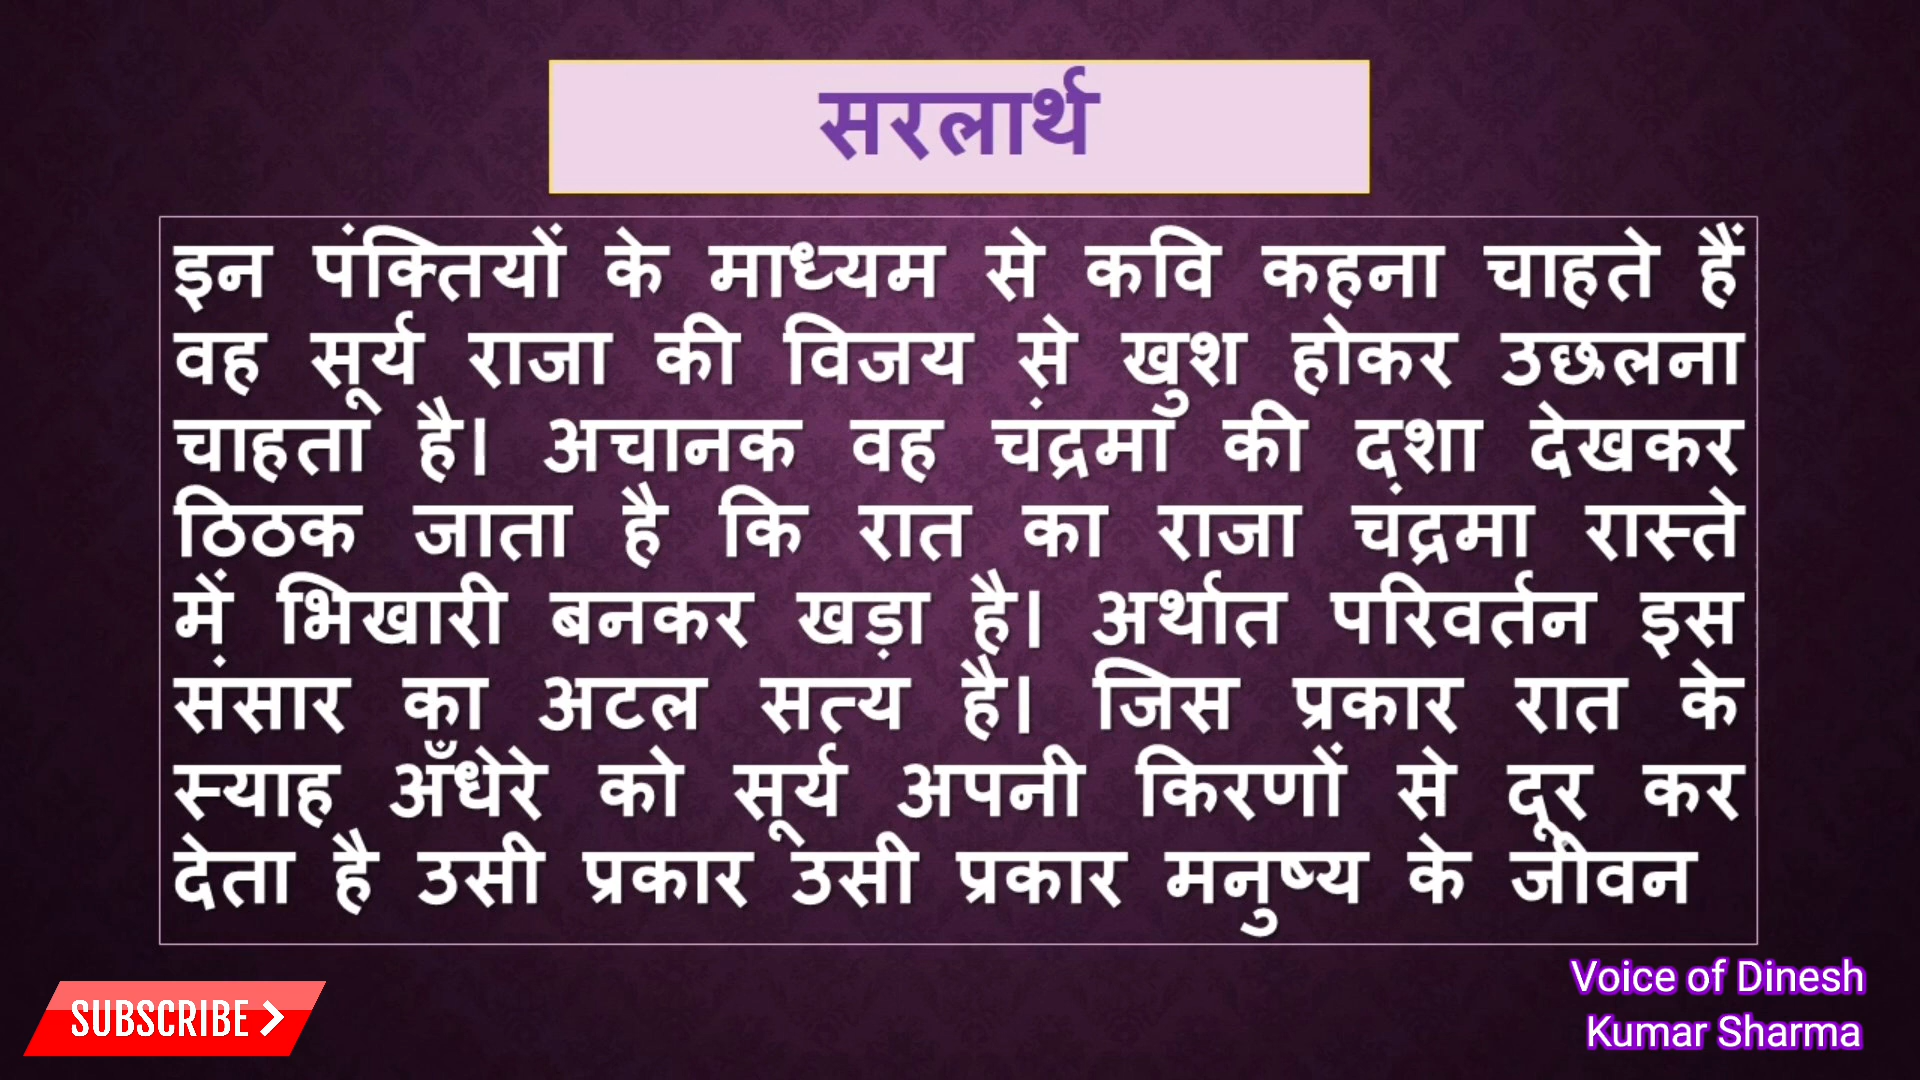 सरलार्थ
इन पंक्तियों के माध्यम से कवि कहना चाहते हैं
वह सूर्य राजा की विजय से खुश होकर उछलना
चाहता है। अचानक वह चंद्रमा की दशा देखकर
ठिठक जाता है कि रात का राजा चंद्रमा रास्ते
में भिखारी बनकर खड़ा है। अर्थात परिवर्तन इस
संसार का अटल सत्य है। जिस प्रकार रात के
स्याह अँधेरे को सूर्य अपनी किरणों से दूर कर
देता है उसी प्रकार उसी प्रकार मनुष्य के जीवन
SUBSCRIBE
Voice of Dinesh
Kumar Sharma